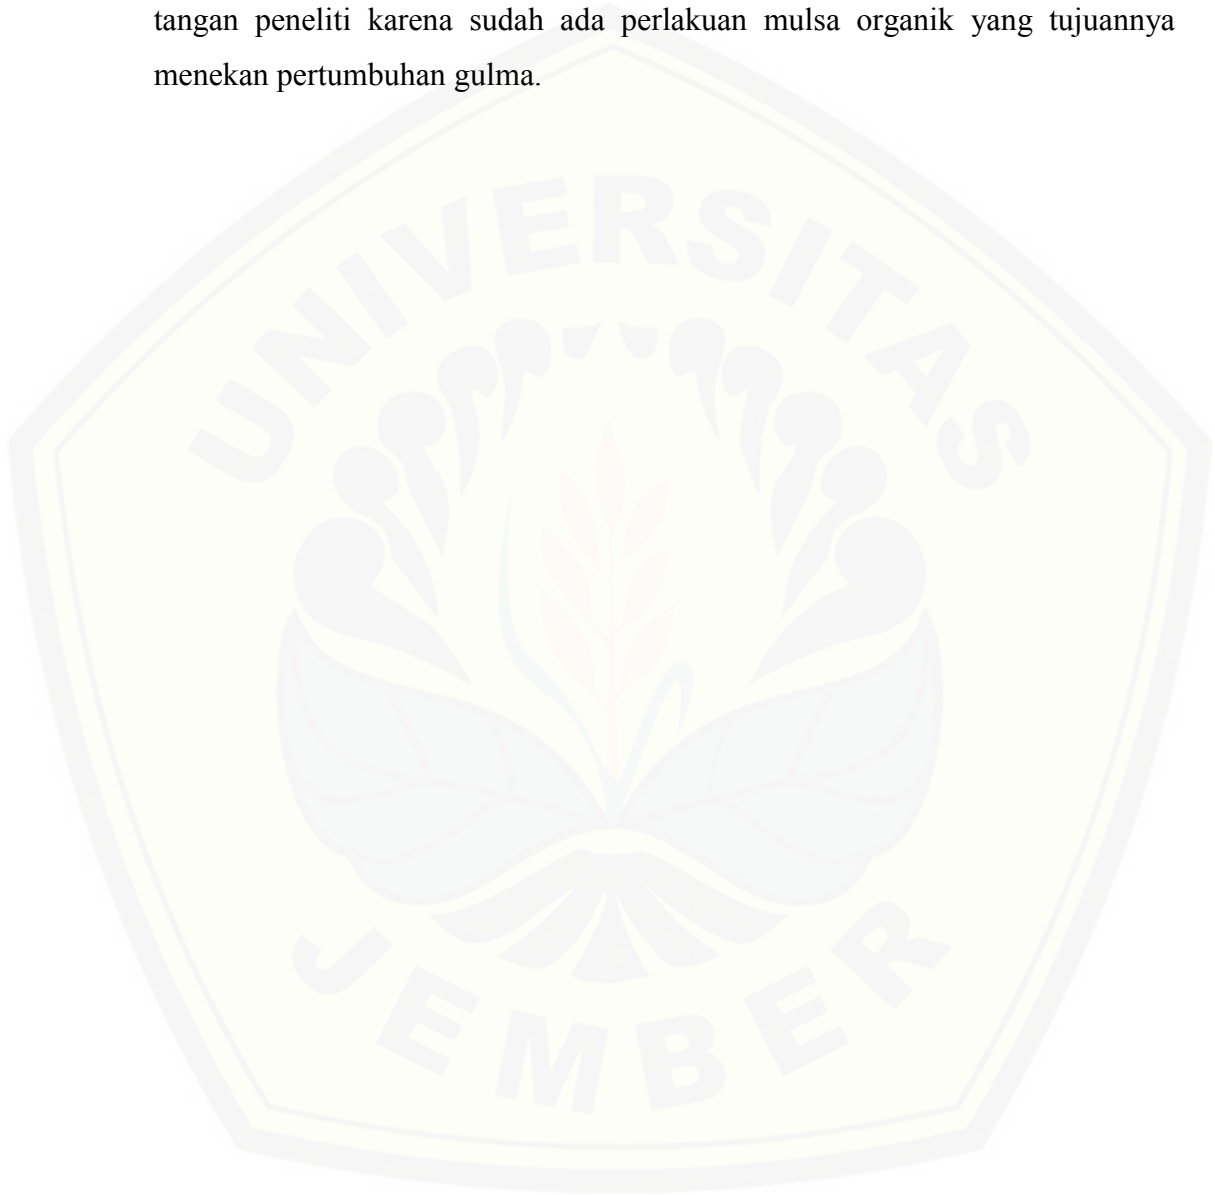 tangan peneliti karena sudah ada perlakuan mulsa organik yang tujuannya
menekan pertumbuhan gulma.
UNIVERSITAS
JEMBER